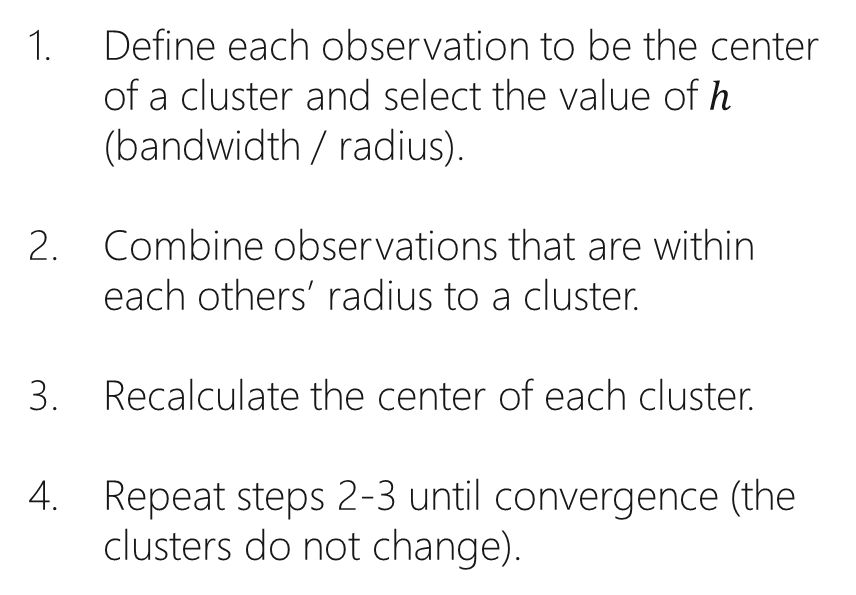 1. Define each observation to be the center
of a cluster and select the value of h
(bandwidth / radius).
2. Combine observations that are within
each others’ radius to a cluster.
3. Recalculate the center of each cluster.
4. Repeat steps 2-3 until convergence (the
clusters do not change).